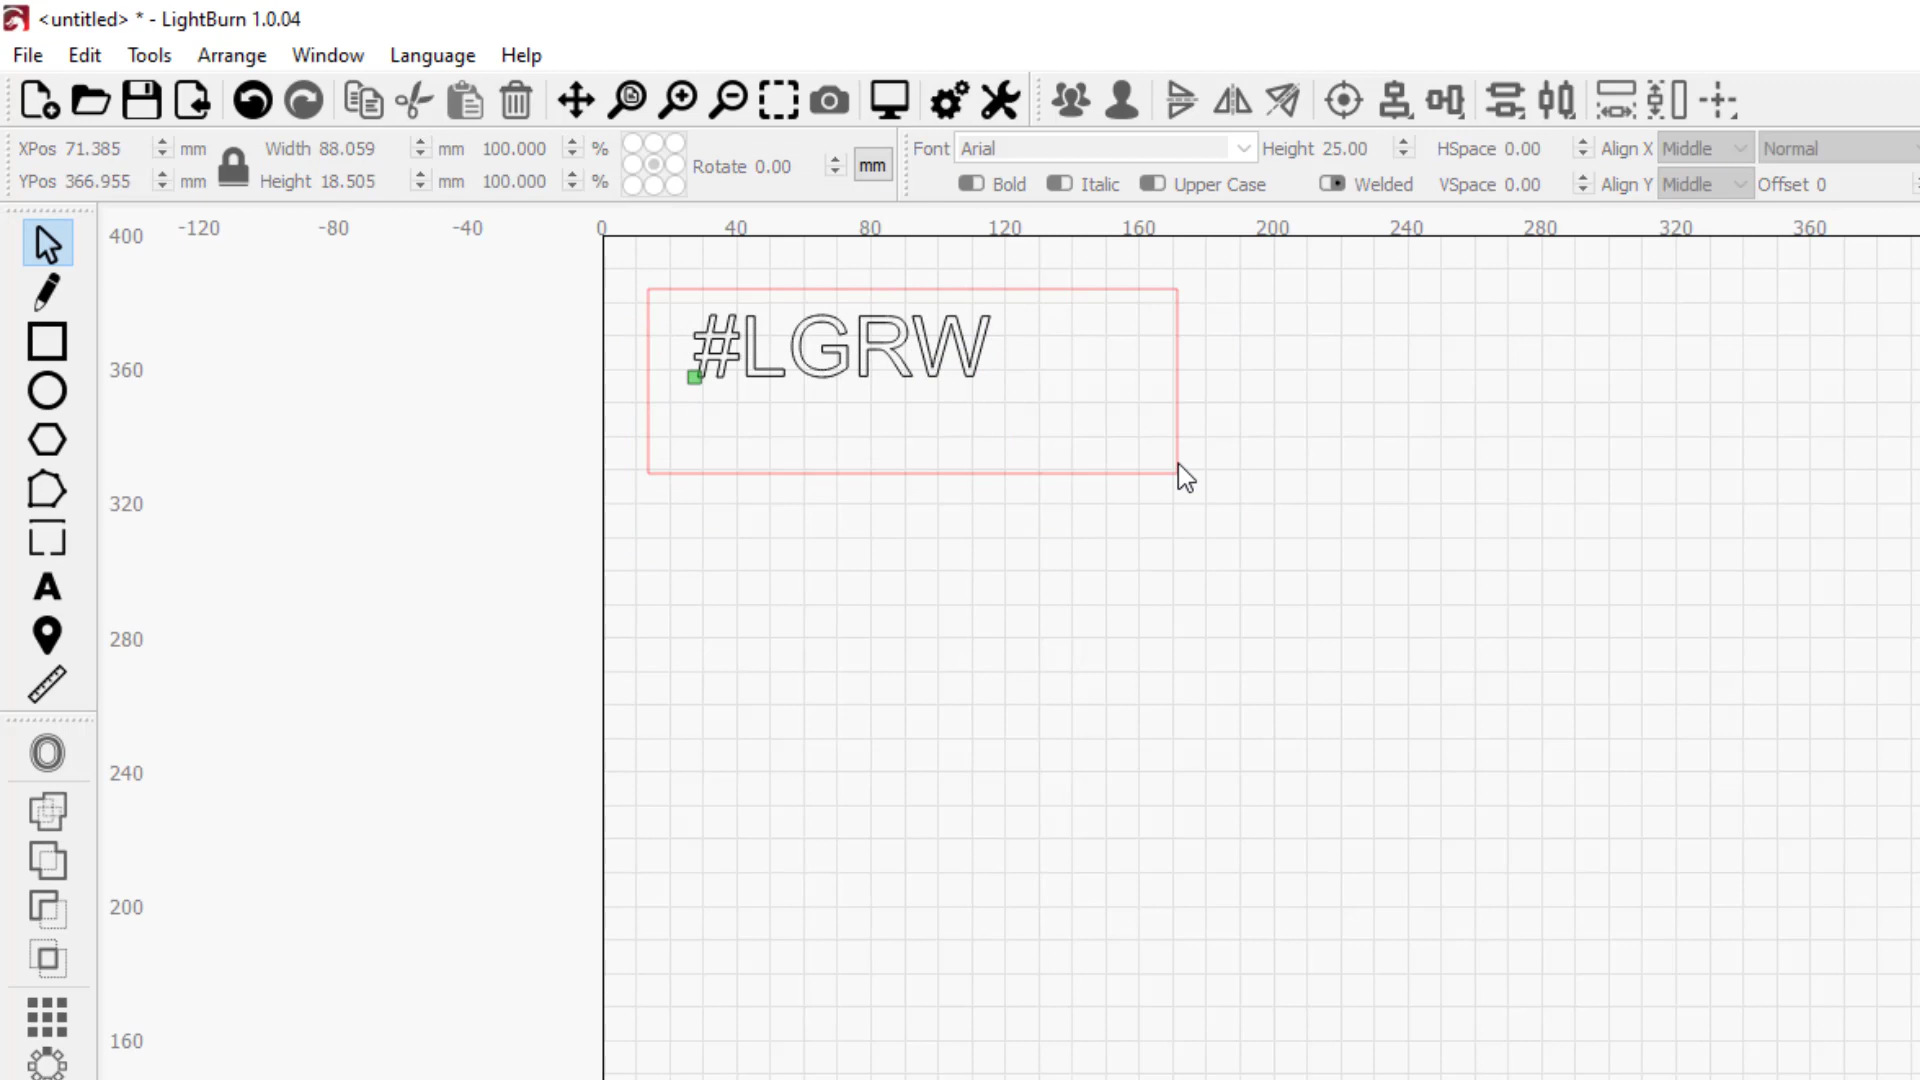 <untitled> * - LightBurn 1.0.04
File Edit Tools Arrange Window Language Help
XPos 71.385 mm Width 88.059 mm 100.000 % Rotate 0.00 mm Font Arial Height 25.00 HSpace 0.00 Align X Middle Normal
YPos 366.955 mm Height 18.505 mm 100.000 % Bold Italic Upper Case Welded VSpace 0.00 Align Y Middle Offset 0
-120 -80 -40 0 40 80 120 160 200 240 280 320 360
400
#LGRW
360
320
280
240
200
160
A